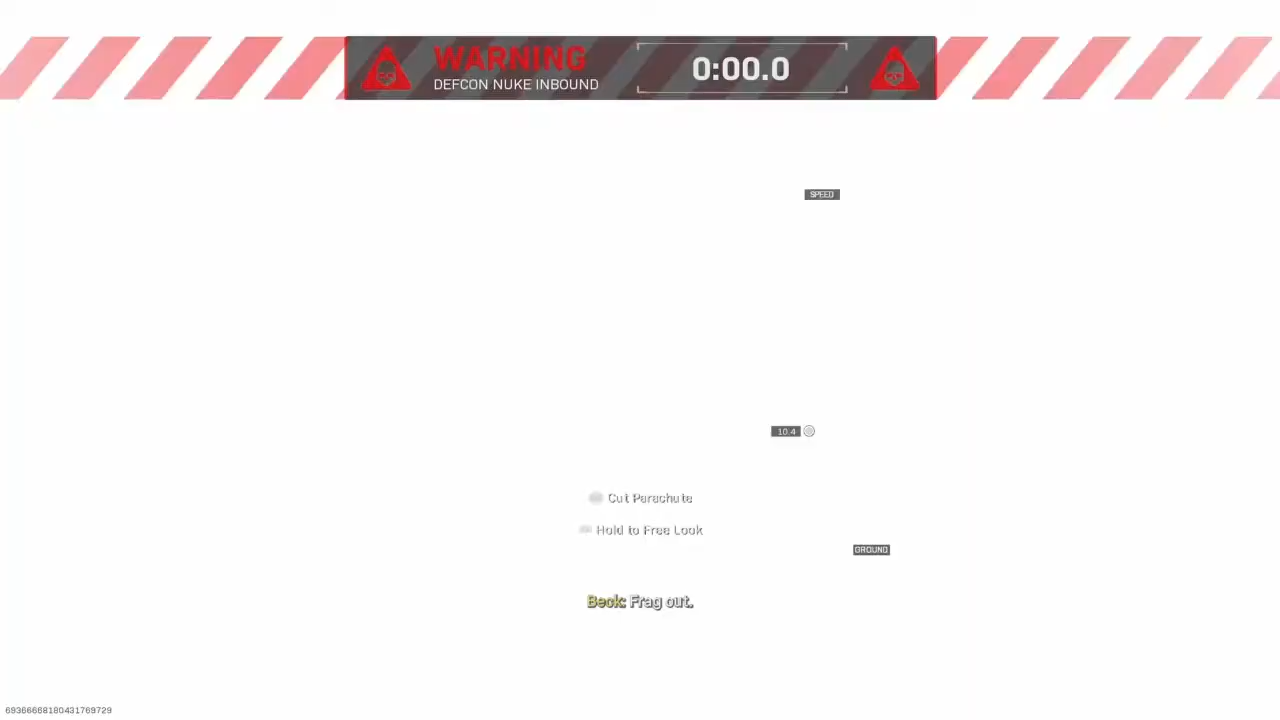 WARNING
DEFCON NUKE INBOUND
0:00.0
SPEED
10.4
Cut Parachute
Hold to Free Look
GROUND
Beck: Frag out.
69366668180431769729